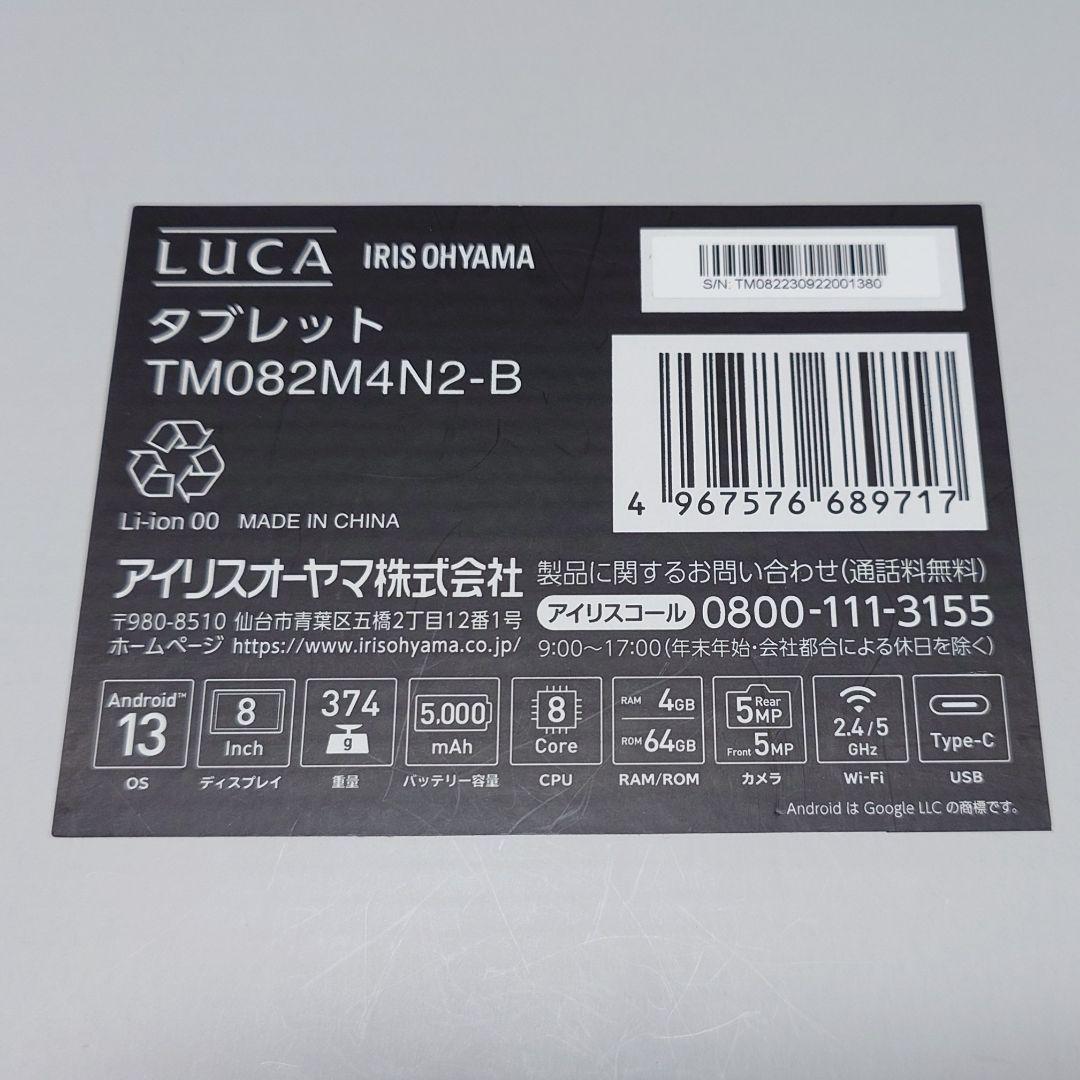 LUCA IRIS OHYAMA
タブレット
TM082M4N2-B
Li-ion 00 MADE IN CHINA
S/N: TM082230922001380
4 967576 689717
アイリスオーヤマ株式会社
〒980-8510 仙台市青葉区五橋2丁目12番1号
ホームページ https://www.irisohyama.co.jp/
製品に関するお問い合わせ(通話料無料)
アイリスコール 0800-111-3155
9:00～17:00(年末年始・会社都合による休日を除く)
Android™ 13
OS
8 Inch
ディスプレイ
374 g
重量
5,000 mAh
バッテリー容量
8 Core
CPU
RAM 4GB
ROM 64GB
RAM/ROM
5MP Rear
Front 5MP
カメラ
2.4/5 GHz
Wi-Fi
Type-C
USB
Android は Google LLC の商標です。